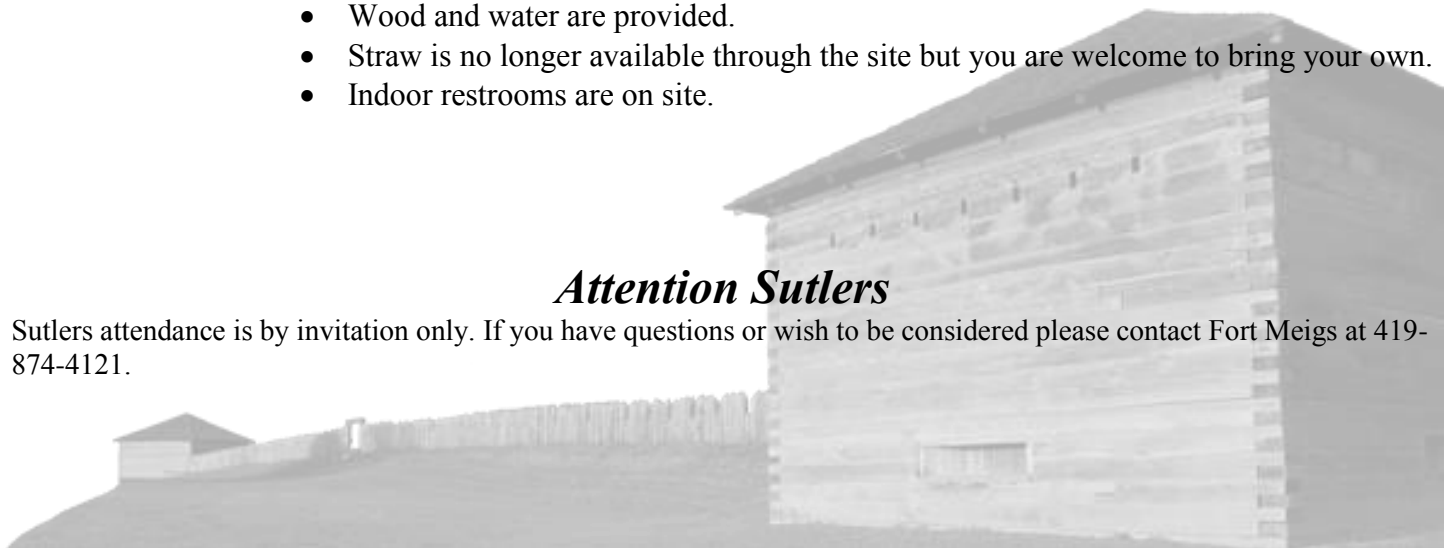 • Wood and water are provided.
• Straw is no longer available through the site but you are welcome to bring your own.
• Indoor restrooms are on site.
Attention Sutlers
Sutlers attendance is by invitation only. If you have questions or wish to be considered please contact Fort Meigs at 419-
874-4121.